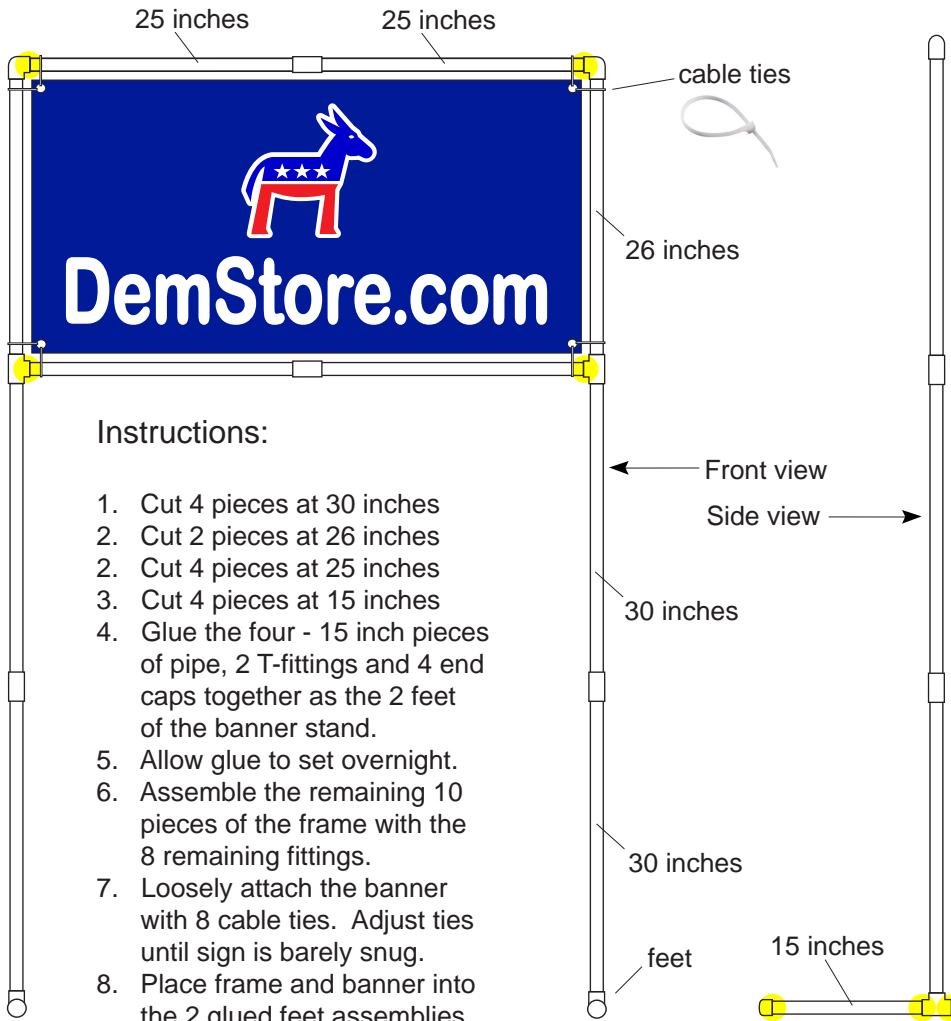 25 inches
25 inches
cable ties
26 inches
DemStore.com
Instructions:
1. Cut 4 pieces at 30 inches
2. Cut 2 pieces at 26 inches
2. Cut 4 pieces at 25 inches
3. Cut 4 pieces at 15 inches
4. Glue the four - 15 inch pieces
of pipe, 2 T-fittings and 4 end
caps together as the 2 feet
of the banner stand.
5. Allow glue to set overnight.
6. Assemble the remaining 10
pieces of the frame with the
8 remaining fittings.
7. Loosely attach the banner
with 8 cable ties. Adjust ties
until sign is barely snug.
8. Place frame and banner into
the 2 glued feet assemblies
Front view
Side view
30 inches
30 inches
feet
15 inches